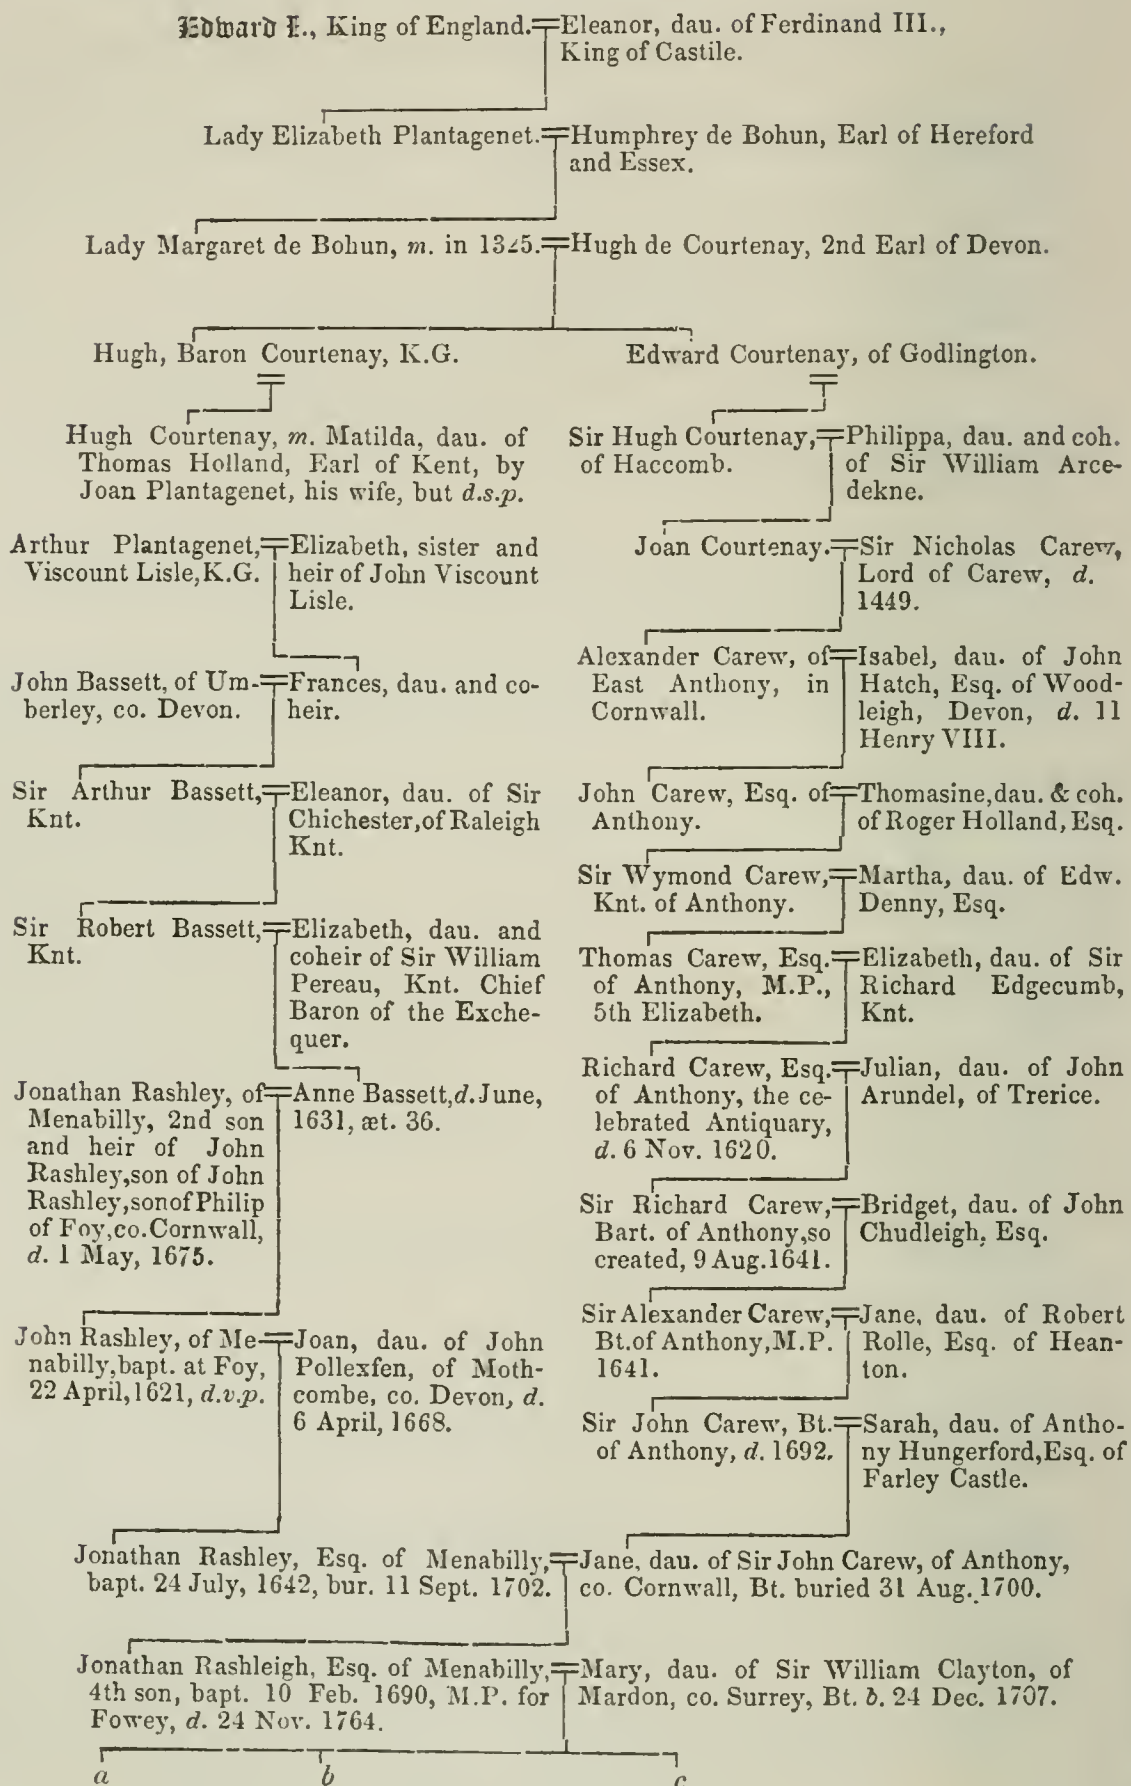 Edward I., King of England.=Eleanor, dau. of Ferdinand III.,
King of Castile.
Lady Elizabeth Plantagenet.=Humphrey de Bohun, Earl of Hereford
and Essex.
Lady Margaret de Bohun, m. in 1325.=Hugh de Courtenay, 2nd Earl of Devon.
Hugh, Baron Courtenay, K.G.
=
Hugh Courtenay, m. Matilda, dau. of
Thomas Holland, Earl of Kent, by
Joan Plantagenet, his wife, but d.s.p.
Arthur Plantagenet,=Elizabeth, sister and
Viscount Lisle, K.G. heir of John Viscount
Lisle.
John Bassett, of Um-=Frances, dau. and co-
berley, co. Devon. heir.
Sir Arthur Bassett,=Eleanor, dau. of Sir
Knt. Chichester, of Raleigh
Knt.
Sir Robert Bassett,=Elizabeth, dau. and
Knt. coheir of Sir William
Pereau, Knt. Chief
Baron of the Exche-
quer.
Jonathan Rashley, of=Anne Bassett, d. June,
Menabilly, 2nd son 1631, æt. 36.
and heir of John
Rashley, son of John
Rashley, son of Philip
of Foy, co. Cornwall,
d. 1 May, 1675.
John Rashley, of Me-=Joan, dau. of John
nabilly, bapt. at Foy, Pollexfen, of Moth-
22 April, 1621, d.v.p. combe, co. Devon, d.
6 April, 1668.
Edward Courtenay, of Godlington.
=
Sir Hugh Courtenay,=Philippa, dau. and coh.
of Haccomb. of Sir William Arce-
dekne.
Joan Courtenay.=Sir Nicholas Carew,
Lord of Carew, d.
1449.
Alexander Carew, of=Isabel, dau. of John
East Anthony, in Hatch, Esq. of Wood-
Cornwall. leigh, Devon, d. 11
Henry VIII.
John Carew, Esq. of=Thomasine, dau. & coh.
Anthony. of Roger Holland, Esq.
Sir Wymond Carew,=Martha, dau. of Edw.
Knt. of Anthony. Denny, Esq.
Thomas Carew, Esq.=Elizabeth, dau. of Sir
of Anthony, M.P., Richard Edgecumb,
5th Elizabeth. Knt.
Richard Carew, Esq.=Julian, dau. of John
of Anthony, the ce- Arundel, of Trerice.
lebrated Antiquary,
d. 6 Nov. 1620.
Sir Richard Carew,=Bridget, dau. of John
Bart. of Anthony, so Chudleigh, Esq.
created, 9 Aug. 1641.
Sir Alexander Carew,=Jane, dau. of Robert
Bt. of Anthony, M.P. Rolle, Esq. of Hean-
1641. ton.
Sir John Carew, Bt.=Sarah, dau. of Antho-
of Anthony, d. 1692. ny Hungerford, Esq. of
Farley Castle.
Jonathan Rashley, Esq. of Menabilly,=Jane, dau. of Sir John Carew, of Anthony,
bapt. 24 July, 1642, bur. 11 Sept. 1702. co. Cornwall, Bt. buried 31 Aug. 1700.
Jonathan Rashleigh, Esq. of Menabilly,=Mary, dau. of Sir William Clayton, of
4th son, bapt. 10 Feb. 1690, M.P. for Mardon, co. Surrey, Bt. b. 24 Dec. 1707.
Fowey, d. 24 Nov. 1764.
a b c